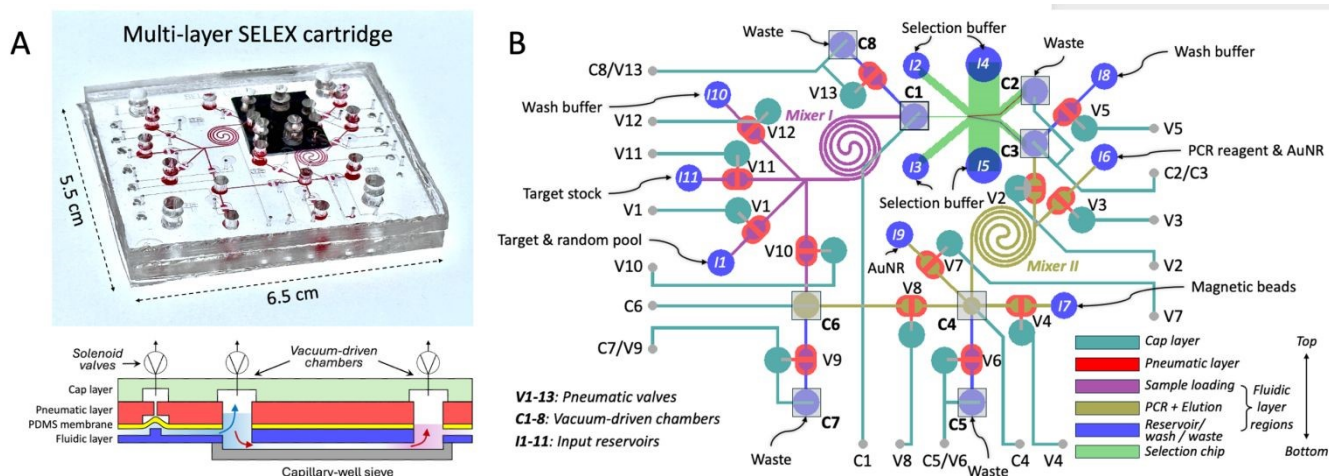 A
Multi-layer SELEX cartridge
5.5 cm
6.5 cm
Solenoid
valves
Vacuum-driven
chambers
Cap layer
Pneumatic layer
PDMS membrane
Fluidic layer
Capillary-well sieve
B
Waste
C8
Selection buffer
I4
I2
C2
Waste
Wash buffer
I8
C8/V13
V13
C1
I10
Wash buffer
V12
V12
Mixer I
V5
V5
C3
I6
PCR reagent & AuNR
V11
V11
I3
I5
C2/C3
Target stock
I11
Selection buffer
V2
V3
V3
V1
V1
Target & random pool
I1
V10
I9
AuNR
V7
Mixer II
V2
V10
V8
Magnetic beads
I7
C6
C6
C4
V4
V7
C7/V9
V9
V6
V1-13: Pneumatic valves
C1-8: Vacuum-driven chambers
I1-11: Input reservoirs
C7
C5
Waste
C1
V8
C5/V6
Waste
C4
V4
Cap layer
Pneumatic layer
Sample loading
PCR + Elution
Reservoir/
wash / waste
Selection chip
Fluidic
layer
regions
Top
Bottom